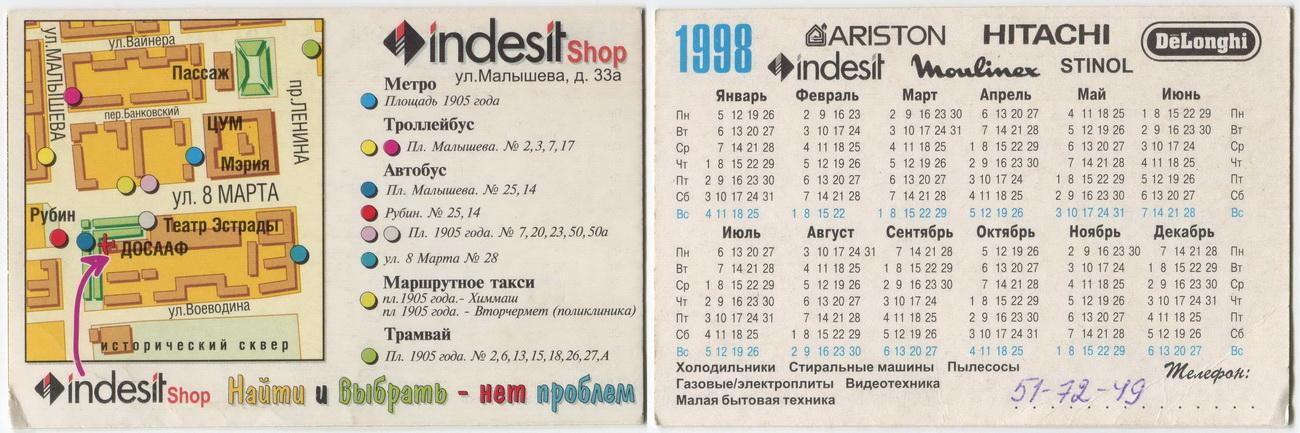 ул.Вайнера
ул.МАЛЫШЕВА
Пассаж
пр.ЛЕНИНА
пер.Банковский
ЦУМ
Мэрия
ул. 8 МАРТА
Рубин
Театр Эстрады
ДОСААФ
ул.Воеводина
исторический сквер
indesit Shop
ул.Малышева, д. 33а
Метро
Площадь 1905 года
Троллейбус
Пл. Малышева. № 2,3,7,17
Автобус
Пл. Малышева. № 25,14
Рубин. № 25,14
Пл. 1905 года. № 7,20,23,50,50а
ул. 8 Марта № 28
Маршрутное такси
пл.1905 года.- Химмаш
пл 1905 года. - Вторчермет (поликлиника)
Трамвай
Пл. 1905 года. № 2,6,13,15,18,26,27,А
indesit Shop Найти и выбрать - нет проблем
1998 ARISTON HITACHI DeLonghi
indesit Moulinex STINOL
Январь Февраль Март Апрель Май Июнь
Пн 5 12 19 26 2 9 16 23 2 9 16 23 30 6 13 20 27 4 11 18 25 1 8 15 22 29 Пн
Вт 6 13 20 27 3 10 17 24 3 10 17 24 31 7 14 21 28 5 12 19 26 2 9 16 23 30 Вт
Ср 7 14 21 28 4 11 18 25 4 11 18 25 1 8 15 22 29 6 13 20 27 3 10 17 24 Ср
Чт 1 8 15 22 29 5 12 19 26 5 12 19 26 2 9 16 23 30 7 14 21 28 4 11 18 25 Чт
Пт 2 9 16 23 30 6 13 20 27 6 13 20 27 3 10 17 24 1 8 15 22 29 5 12 19 26 Пт
Сб 3 10 17 24 31 7 14 21 28 7 14 21 28 4 11 18 25 2 9 16 23 30 6 13 20 27 Сб
Вс 4 11 18 25 1 8 15 22 1 8 15 22 29 5 12 19 26 3 10 17 24 31 7 14 21 28 Вс
Июль Август Сентябрь Октябрь Ноябрь Декабрь
Пн 6 13 20 27 3 10 17 24 31 7 14 21 28 5 12 19 26 2 9 16 23 30 7 14 21 28 Пн
Вт 7 14 21 28 4 11 18 25 1 8 15 22 29 6 13 20 27 3 10 17 24 1 8 15 22 29 Вт
Ср 1 8 15 22 29 5 12 19 26 2 9 16 23 30 7 14 21 28 4 11 18 25 2 9 16 23 30 Ср
Чт 2 9 16 23 30 6 13 20 27 3 10 17 24 1 8 15 22 29 5 12 19 26 3 10 17 24 31 Чт
Пт 3 10 17 24 31 7 14 21 28 4 11 18 25 2 9 16 23 30 6 13 20 27 4 11 18 25 Пт
Сб 4 11 18 25 1 8 15 22 29 5 12 19 26 3 10 17 24 31 7 14 21 28 5 12 19 26 Сб
Вс 5 12 19 26 2 9 16 23 30 6 13 20 27 4 11 18 25 1 8 15 22 29 6 13 20 27 Вс
Холодильники Стиральные машины Пылесосы
Газовые/электроплиты Видеотехника
Малая бытовая техника
Телефон:
51-72-49